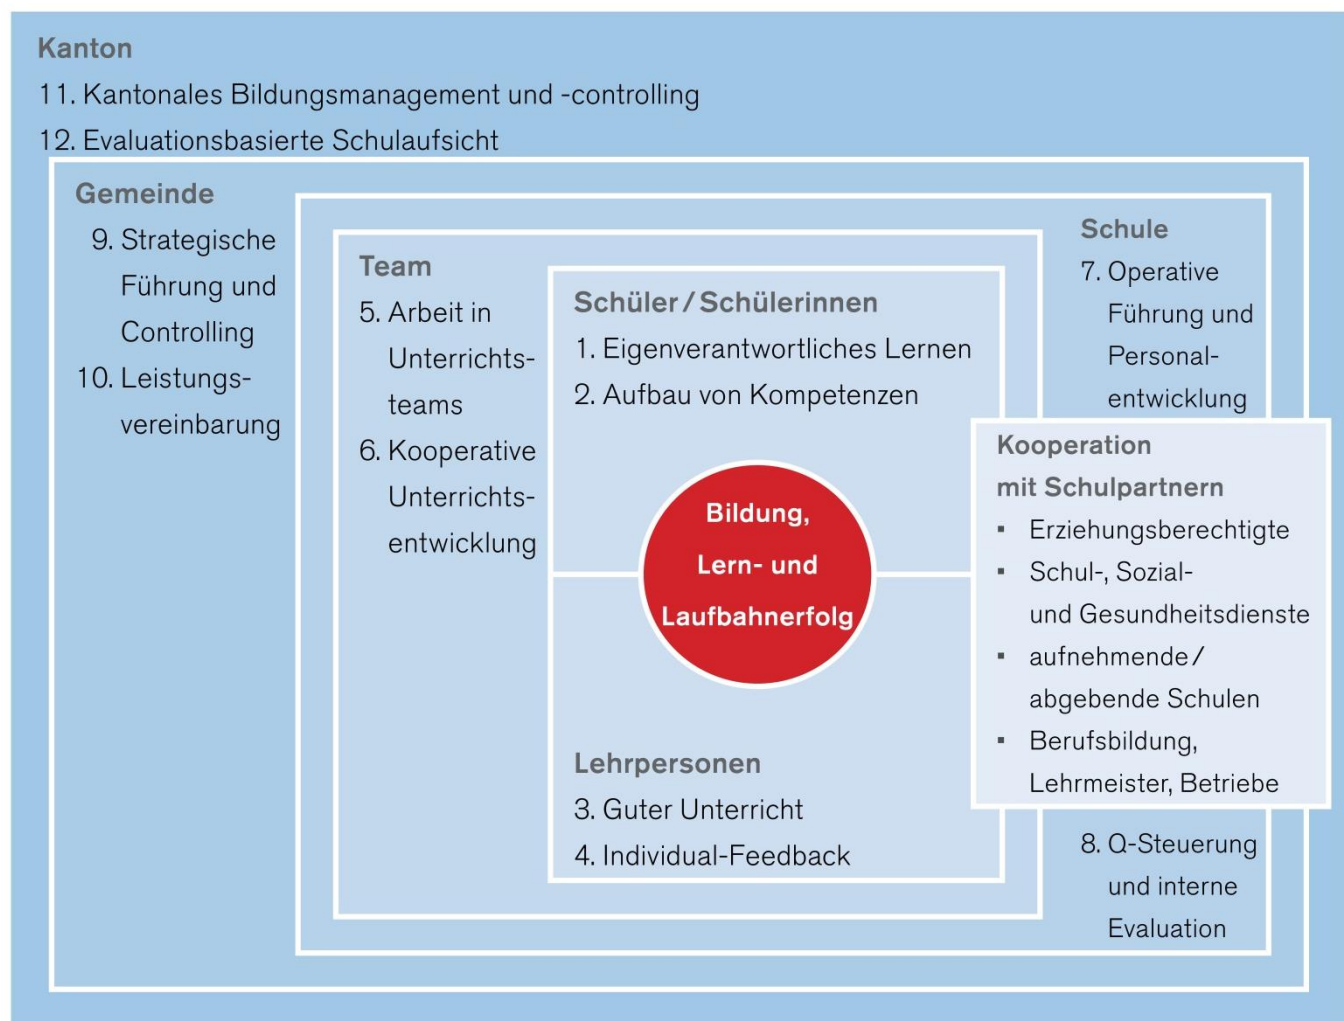 Kanton
11. Kantonales Bildungsmanagement und -controlling
12. Evaluationsbasierte Schulaufsicht
Gemeinde
9. Strategische
Führung und
Controlling
10. Leistungs-
vereinbarung
Team
5. Arbeit in
Unterrichts-
teams
6. Kooperative
Unterrichts-
entwicklung
Schüler / Schülerinnen
1. Eigenverantwortliches Lernen
2. Aufbau von Kompetenzen
Bildung,
Lern- und
Laufbahnerfolg
Lehrpersonen
3. Guter Unterricht
4. Individual-Feedback
Schule
7. Operative
Führung und
Personal-
entwicklung
Kooperation
mit Schulpartnern
▪ Erziehungsberechtigte
▪ Schul-, Sozial-
und Gesundheitsdienste
▪ aufnehmende /
abgebende Schulen
▪ Berufsbildung,
Lehrmeister, Betriebe
8. Q-Steuerung
und interne
Evaluation